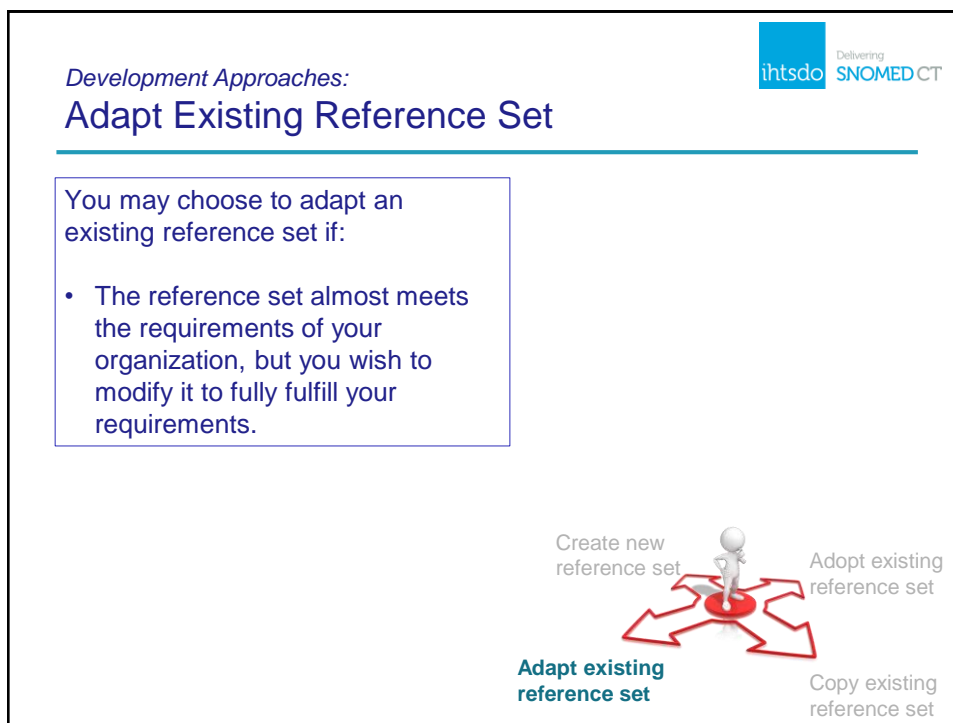 ihtsdo
Delivering
SNOMED CT
Development Approaches:
Adapt Existing Reference Set
You may choose to adapt an
existing reference set if:
• The reference set almost meets
the requirements of your
organization, but you wish to
modify it to fully fulfill your
requirements.
Create new
reference set
Adopt existing
reference set
Adapt existing
reference set
Copy existing
reference set